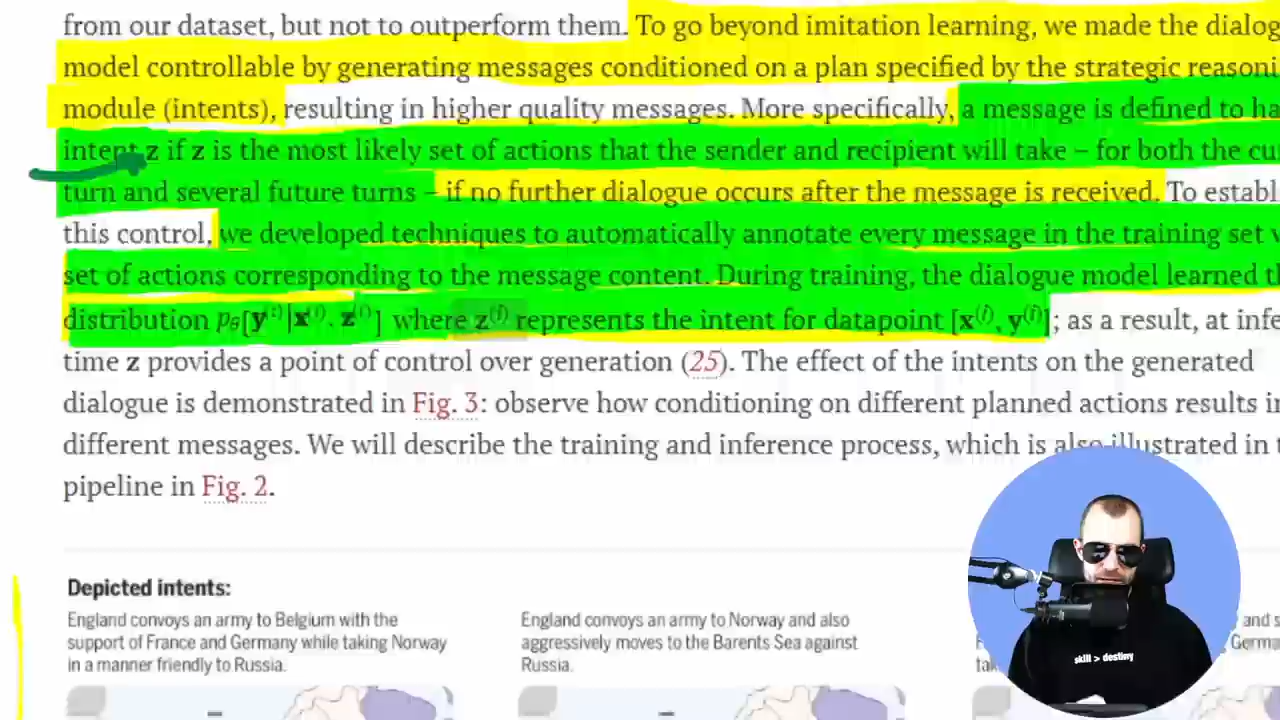 from our dataset, but not to outperform them. To go beyond imitation learning, we made the dialog
model controllable by generating messages conditioned on a plan specified by the strategic reasoni
module (intents), resulting in higher quality messages. More specifically, a message is defined to ha
intent z if z is the most likely set of actions that the sender and recipient will take – for both the cu
turn and several future turns – if no further dialogue occurs after the message is received. To establi
this control, we developed techniques to automatically annotate every message in the training set w
set of actions corresponding to the message content. During training, the dialogue model learned th
distribution pθ[y(i)|x(i), z(i)] where z(i) represents the intent for datapoint [x(i), y(i)]; as a result, at infe
time z provides a point of control over generation (25). The effect of the intents on the generated
dialogue is demonstrated in Fig. 3: observe how conditioning on different planned actions results in
different messages. We will describe the training and inference process, which is also illustrated in t
pipeline in Fig. 2.
Depicted intents:
England convoys an army to Belgium with the
support of France and Germany while taking Norway
in a manner friendly to Russia.
England convoys an army to Norway and also
aggressively moves to the Barents Sea against
Russia.
and s
Germa
tak
skill > destiny